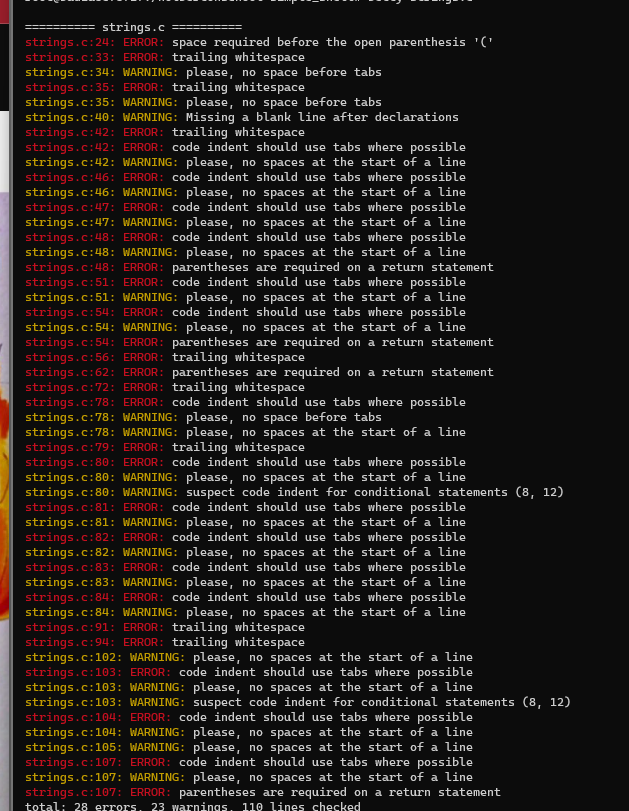 ========== strings.c ==========
strings.c:24: ERROR: space required before the open parenthesis '('
strings.c:33: ERROR: trailing whitespace
strings.c:34: WARNING: please, no space before tabs
strings.c:35: ERROR: trailing whitespace
strings.c:35: WARNING: please, no space before tabs
strings.c:40: WARNING: Missing a blank line after declarations
strings.c:42: ERROR: trailing whitespace
strings.c:42: ERROR: code indent should use tabs where possible
strings.c:42: WARNING: please, no spaces at the start of a line
strings.c:46: ERROR: code indent should use tabs where possible
strings.c:46: WARNING: please, no spaces at the start of a line
strings.c:47: ERROR: code indent should use tabs where possible
strings.c:47: WARNING: please, no spaces at the start of a line
strings.c:48: ERROR: code indent should use tabs where possible
strings.c:48: WARNING: please, no spaces at the start of a line
strings.c:48: ERROR: parentheses are required on a return statement
strings.c:51: ERROR: code indent should use tabs where possible
strings.c:51: WARNING: please, no spaces at the start of a line
strings.c:54: ERROR: code indent should use tabs where possible
strings.c:54: WARNING: please, no spaces at the start of a line
strings.c:54: ERROR: parentheses are required on a return statement
strings.c:56: ERROR: trailing whitespace
strings.c:62: ERROR: parentheses are required on a return statement
strings.c:72: ERROR: trailing whitespace
strings.c:78: ERROR: code indent should use tabs where possible
strings.c:78: WARNING: please, no space before tabs
strings.c:78: WARNING: please, no spaces at the start of a line
strings.c:79: ERROR: trailing whitespace
strings.c:80: ERROR: code indent should use tabs where possible
strings.c:80: WARNING: please, no spaces at the start of a line
strings.c:80: WARNING: suspect code indent for conditional statements (8, 12)
strings.c:81: ERROR: code indent should use tabs where possible
strings.c:81: WARNING: please, no spaces at the start of a line
strings.c:82: ERROR: code indent should use tabs where possible
strings.c:82: WARNING: please, no spaces at the start of a line
strings.c:83: ERROR: code indent should use tabs where possible
strings.c:83: WARNING: please, no spaces at the start of a line
strings.c:84: ERROR: code indent should use tabs where possible
strings.c:84: WARNING: please, no spaces at the start of a line
strings.c:91: ERROR: trailing whitespace
strings.c:94: ERROR: trailing whitespace
strings.c:102: WARNING: please, no spaces at the start of a line
strings.c:103: ERROR: code indent should use tabs where possible
strings.c:103: WARNING: please, no spaces at the start of a line
strings.c:103: WARNING: suspect code indent for conditional statements (8, 12)
strings.c:104: ERROR: code indent should use tabs where possible
strings.c:104: WARNING: please, no spaces at the start of a line
strings.c:105: WARNING: please, no spaces at the start of a line
strings.c:107: ERROR: code indent should use tabs where possible
strings.c:107: WARNING: please, no spaces at the start of a line
strings.c:107: ERROR: parentheses are required on a return statement
total: 28 errors, 23 warnings, 110 lines checked